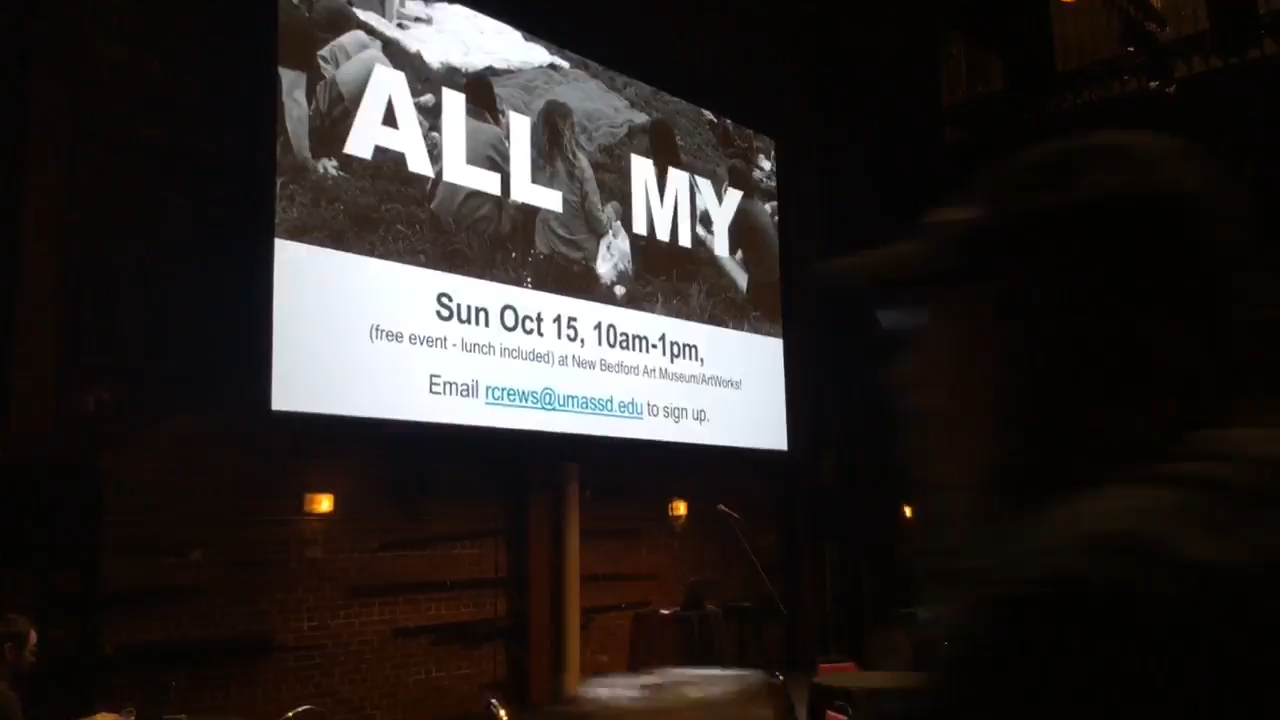 ALL MY
Sun Oct 15, 10am-1pm,
(free event - lunch included) at New Bedford Art Museum/ArtWorks!
Email rcrews@umassd.edu to sign up.